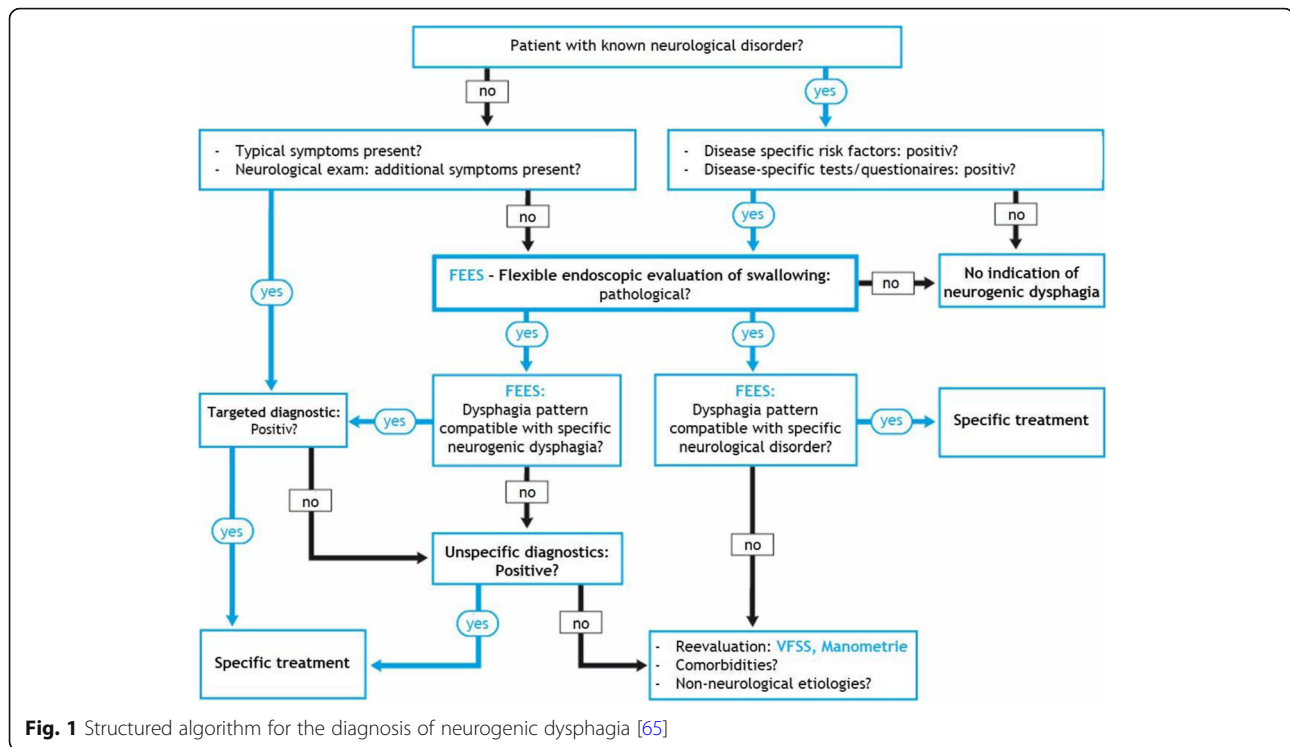 Patient with known neurological disorder?
no
yes
- Typical symptoms present?
- Neurological exam: additional symptoms present?
- Disease specific risk factors: positiv?
- Disease-specific tests/questionaires: positiv?
no
yes
no
yes
FEES – Flexible endoscopic evaluation of swallowing:
pathological?
no
No indication of
neurogenic dysphagia
yes
yes
Targeted diagnostic:
Positiv?
yes
FEES:
Dysphagia pattern
compatible with specific
neurogenic dysphagia?
FEES:
Dysphagia pattern
compatible with specific
neurological disorder?
yes
Specific treatment
no
no
yes
no
Unspecific diagnostics:
Positive?
yes
no
Specific treatment
- Reevaluation: VFSS, Manometrie
- Comorbidities?
- Non-neurological etiologies?
Fig. 1 Structured algorithm for the diagnosis of neurogenic dysphagia [65]